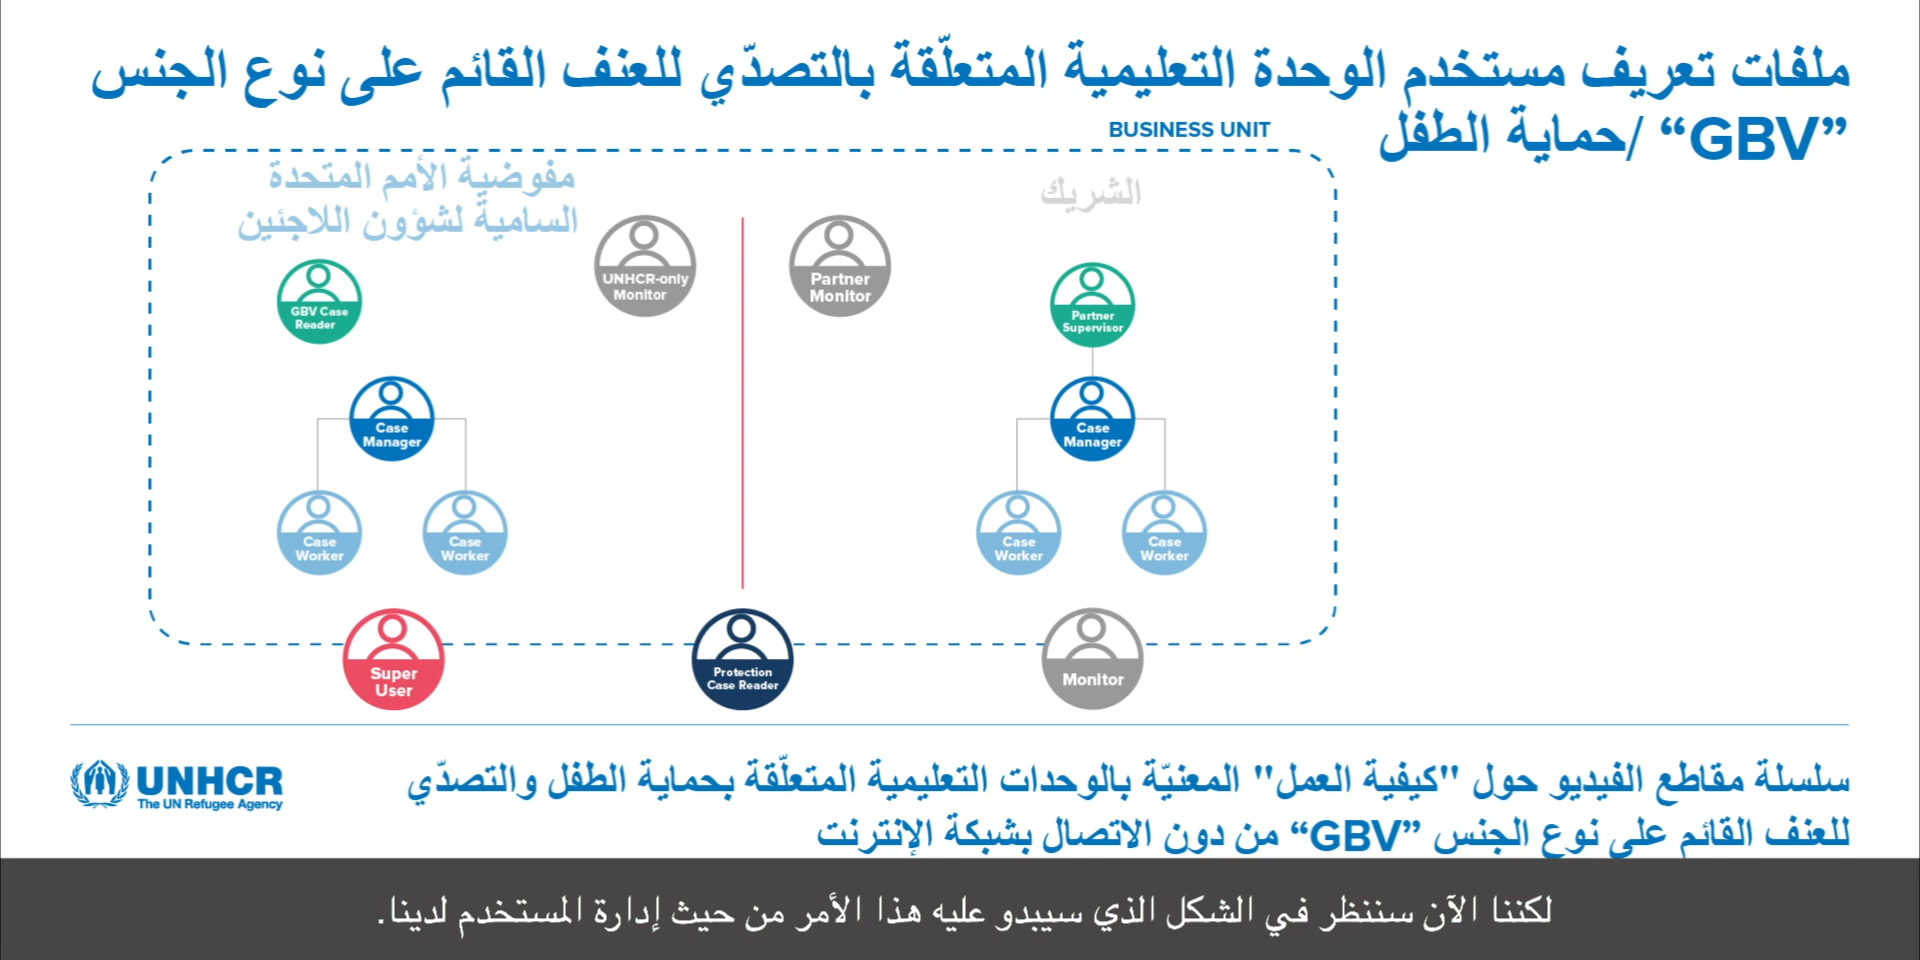 ملفات تعريف مستخدم الوحدة التعليمية المتعلّقة بالتصدّي للعنف القائم على نوع الجنس
“GBV” /حماية الطفل
BUSINESS UNIT
مفوضية الأمم المتحدة
السامية لشؤون اللاجئين
الشريك
UNHCR-only
Monitor
Partner
Monitor
GBV Case
Reader
Partner
Supervisor
Case
Manager
Case
Manager
Case
Worker
Case
Worker
Case
Worker
Case
Worker
Super
User
Protection
Case Reader
Monitor
UNHCR
The UN Refugee Agency
سلسلة مقاطع الفيديو حول "كيفية العمل" المعنيّة بالوحدات التعليمية المتعلّقة بحماية الطفل والتصدّي
للعنف القائم على نوع الجنس “GBV” من دون الاتصال بشبكة الإنترنت
لكننا الآن سننظر في الشكل الذي سيبدو عليه هذا الأمر من حيث إدارة المستخدم لدينا.